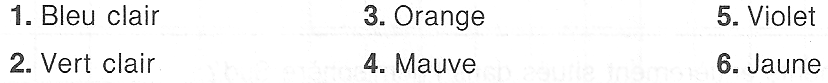 1. Bleu clair 3. Orange 5. Violet
2. Vert clair 4. Mauve 6. Jaune